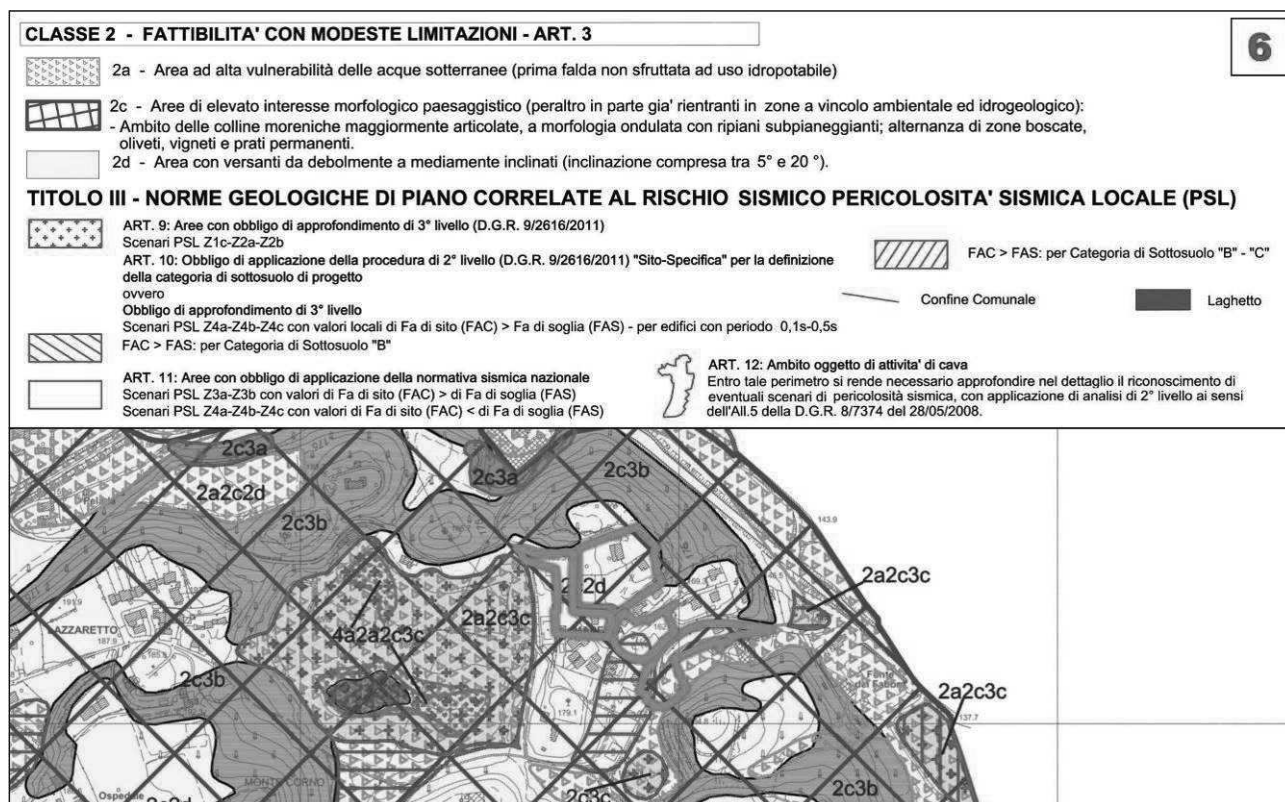 CLASSE 2 - FATTIBILITA' CON MODESTE LIMITAZIONI - ART. 3
6
2a - Area ad alta vulnerabilità delle acque sotterranee (prima falda non sfruttata ad uso idropotabile)
2c - Aree di elevato interesse morfologico paesaggistico (peraltro in parte gia' rientranti in zone a vincolo ambientale ed idrogeologico):
- Ambito delle colline moreniche maggiormente articolate, a morfologia ondulata con ripiani subpianeggianti; alternanza di zone boscate,
oliveti, vigneti e prati permanenti.
2d - Area con versanti da debolmente a mediamente inclinati (inclinazione compresa tra 5° e 20 °).
TITOLO III - NORME GEOLOGICHE DI PIANO CORRELATE AL RISCHIO SISMICO PERICOLOSITA' SISMICA LOCALE (PSL)
ART. 9: Aree con obbligo di approfondimento di 3° livello (D.G.R. 9/2616/2011)
Scenari PSL Z1c-Z2a-Z2b
ART. 10: Obbligo di applicazione della procedura di 2° livello (D.G.R. 9/2616/2011) "Sito-Specifica" per la definizione
della categoria di sottosuolo di progetto
ovvero
Obbligo di approfondimento di 3° livello
Scenari PSL Z4a-Z4b-Z4c con valori locali di Fa di sito (FAC) > Fa di soglia (FAS) - per edifici con periodo 0,1s-0,5s
FAC > FAS: per Categoria di Sottosuolo "B"
ART. 11: Aree con obbligo di applicazione della normativa sismica nazionale
Scenari PSL Z3a-Z3b con valori di Fa di sito (FAC) > di Fa di soglia (FAS)
Scenari PSL Z4a-Z4b-Z4c con valori di Fa di sito (FAC) < di Fa di soglia (FAS)
FAC > FAS: per Categoria di Sottosuolo "B" - "C"
Confine Comunale
Laghetto
ART. 12: Ambito oggetto di attivita' di cava
Entro tale perimetro si rende necessario approfondire nel dettaglio il riconoscimento di
eventuali scenari di pericolosità sismica, con applicazione di analisi di 2° livello ai sensi
dell'All.5 della D.G.R. 8/7374 del 28/05/2008.
2c3a
2c3a
2c3b
2a2c2d
2c3b
143.9
2a2c3c
191.9
LAZZARETTO
187.5
4a2a2c3c
2a2c3c
2c3b
2a2c3c
179.1
137.7
MONTE CORNO
Ospedale
2c3c
2c3b